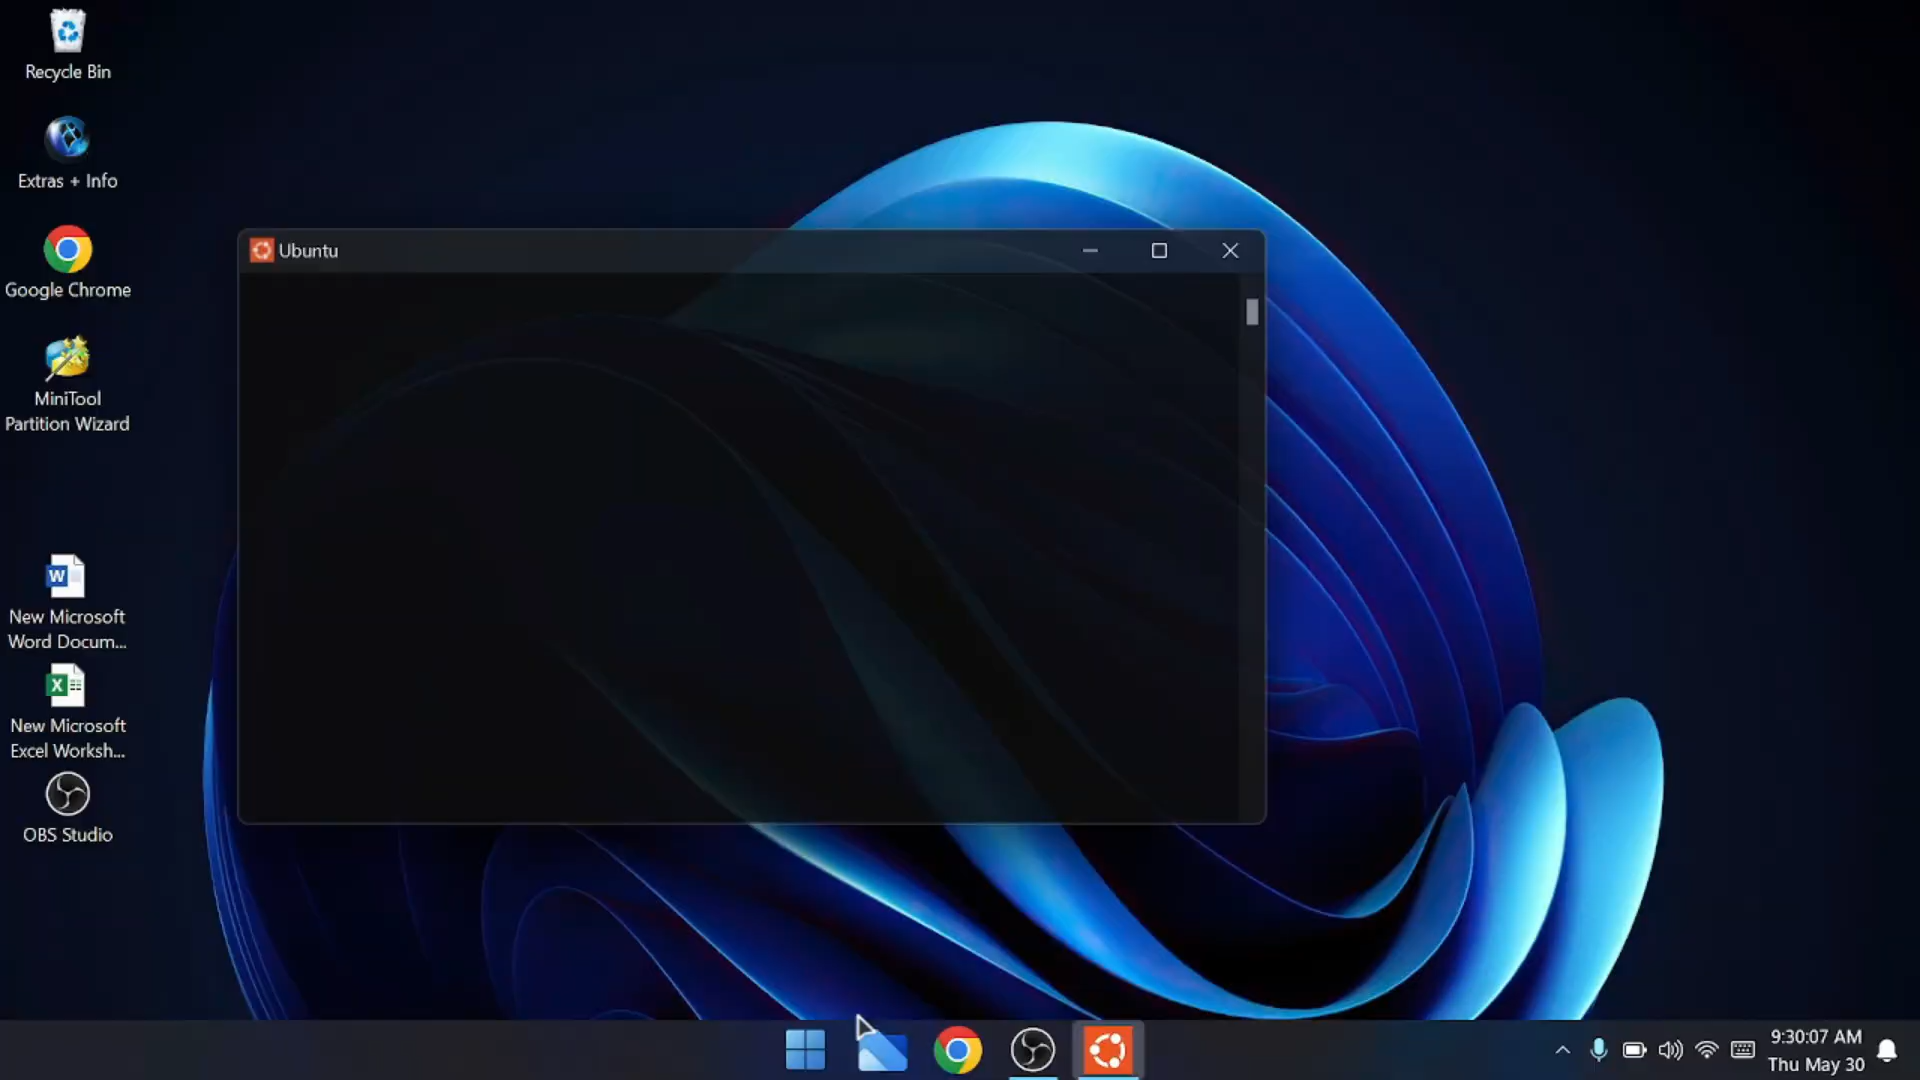 Recycle Bin
Extras + Info
Google Chrome
MiniTool
Partition Wizard
New Microsoft
Word Docum...
New Microsoft
Excel Worksh...
OBS Studio
Ubuntu
9:30:07 AM
Thu May 30